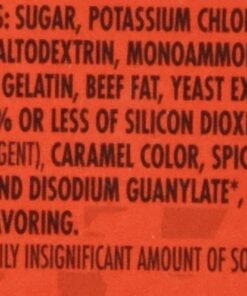 S: SUGAR, POTASSIUM CHLO
ALTODEXTRIN, MONOAMMO
GELATIN, BEEF FAT, YEAST E
% OR LESS OF SILICON DIOX
GENT), CARAMEL COLOR, SPIC
ND DISODIUM GUANYLATE*,
AVORING.
ILY INSIGNIFICANT AMOUNT OF SO